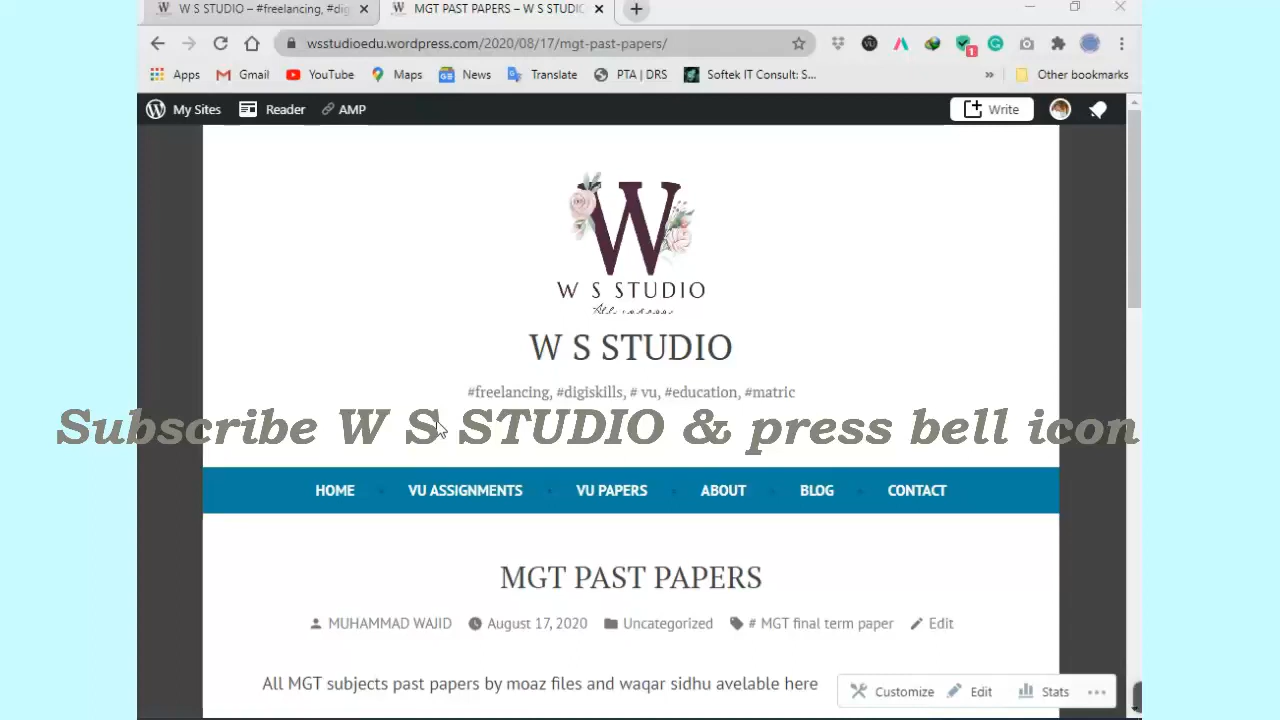 W S STUDIO – #freelancing, #dig
MGT PAST PAPERS – W S STUDIO
wsstudioedu.wordpress.com/2020/08/17/mgt-past-papers/
1
Apps Gmail YouTube Maps News Translate PTA | DRS Softek IT Consult: S... » Other bookmarks
My Sites Reader AMP Write
W
W S STUDIO
W S STUDIO
#freelancing, #digiskills, # vu, #education, #matric
Subscribe W S STUDIO & press bell icon
HOME VU ASSIGNMENTS VU PAPERS ABOUT BLOG CONTACT
MGT PAST PAPERS
MUHAMMAD WAJID August 17, 2020 Uncategorized # MGT final term paper Edit
All MGT subjects past papers by moaz files and waqar sidhu avelable here
Customize Edit Stats ...